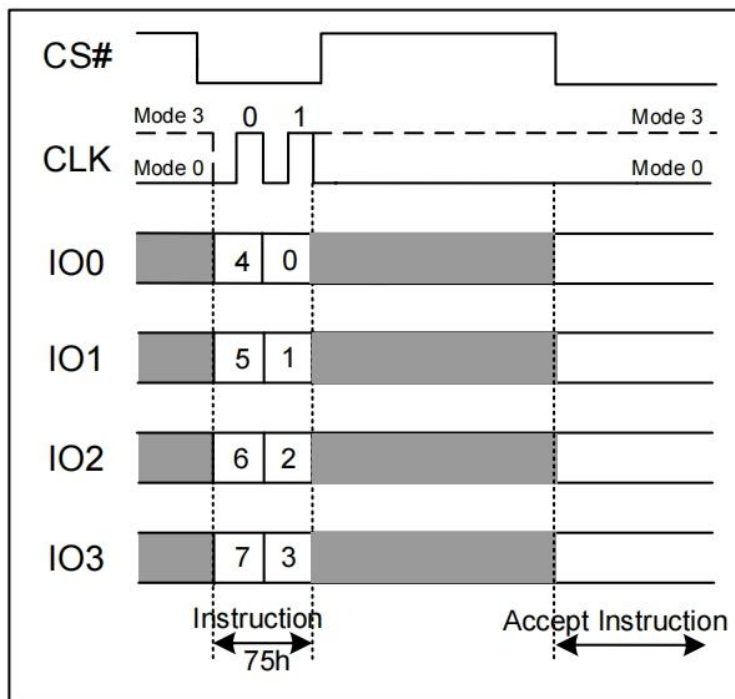 CS#
Mode 3 0 1 Mode 3
CLK
Mode 0 Mode 0
IO0 4 0
IO1 5 1
IO2 6 2
IO3 7 3
Instruction Accept Instruction
75h